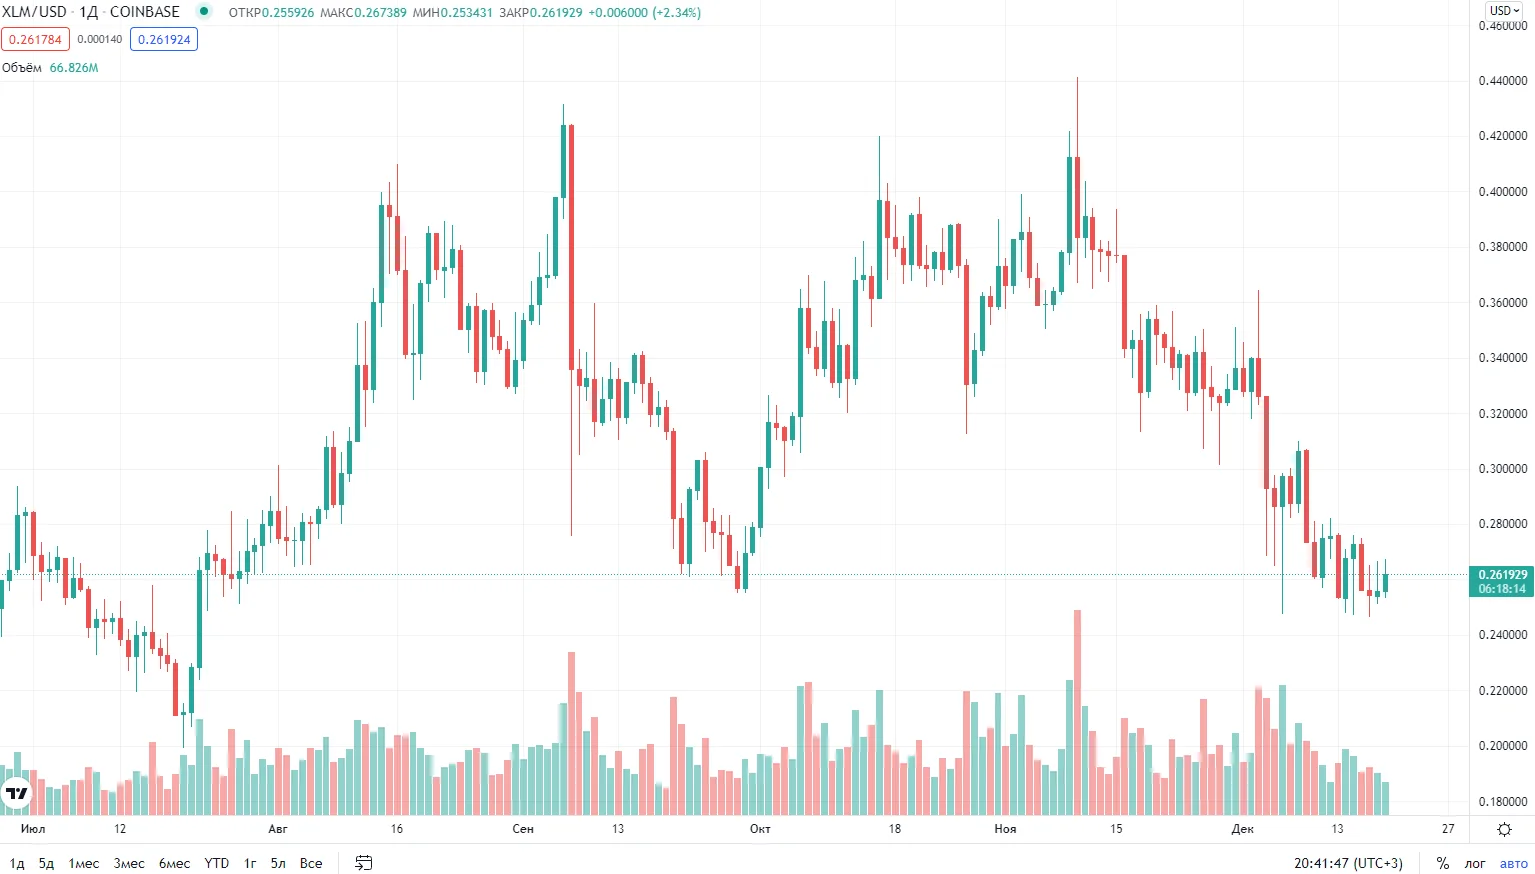 XLM/USD · 1Д · COINBASE ОТКР0.255926 МАКС0.267389 МИН0.253431 ЗАКР0.261929 +0.006000 (+2.34%)
USD
0.261784 0.000140 0.261924
Объём 66.826M
0.460000
0.440000
0.420000
0.400000
0.380000
0.360000
0.340000
0.320000
0.300000
0.280000
0.261929
06:18:14
0.240000
0.220000
0.200000
0.180000
Июл 12 Авг 16 Сен 13 Окт 18 Ноя 15 Дек 13 27
1д 5д 1мес 3мес 6мес YTD 1г 5л Все 20:41:47 (UTC+3) % лог авто